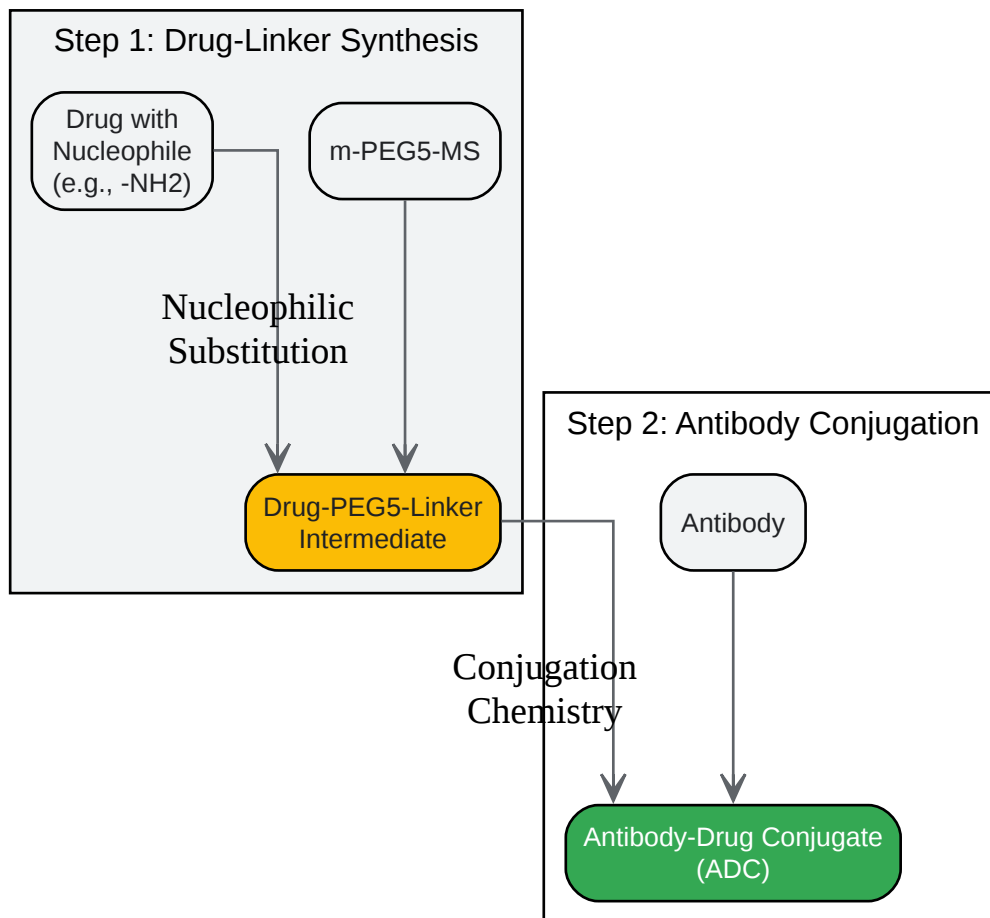 Step 1: Drug-Linker Synthesis
Drug with
Nucleophile
(e.g., -NH2)
m-PEG5-MS
Nucleophilic
Substitution
Drug-PEG5-Linker
Intermediate
Step 2: Antibody Conjugation
Antibody
Conjugation
Chemistry
Antibody-Drug Conjugate
(ADC)